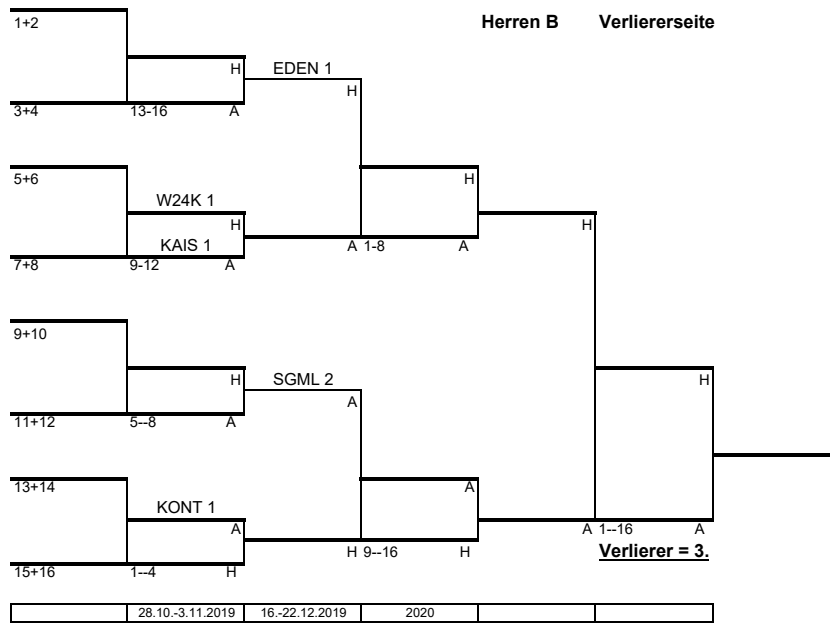 Herren B Verliererseite
1+2
H EDEN 1
H
3+4 13-16 A
5+6
H
W24K 1
H H
KAIS 1
A 1-8 A
7+8 9-12 A
9+10
H SGML 2 H
A
11+12 5--8 A
13+14
A
KONT 1
A A 1--16 A
H 9--16 H Verlierer = 3.
15+16 1--4 H
28.10.-3.11.2019 16.-22.12.2019 2020